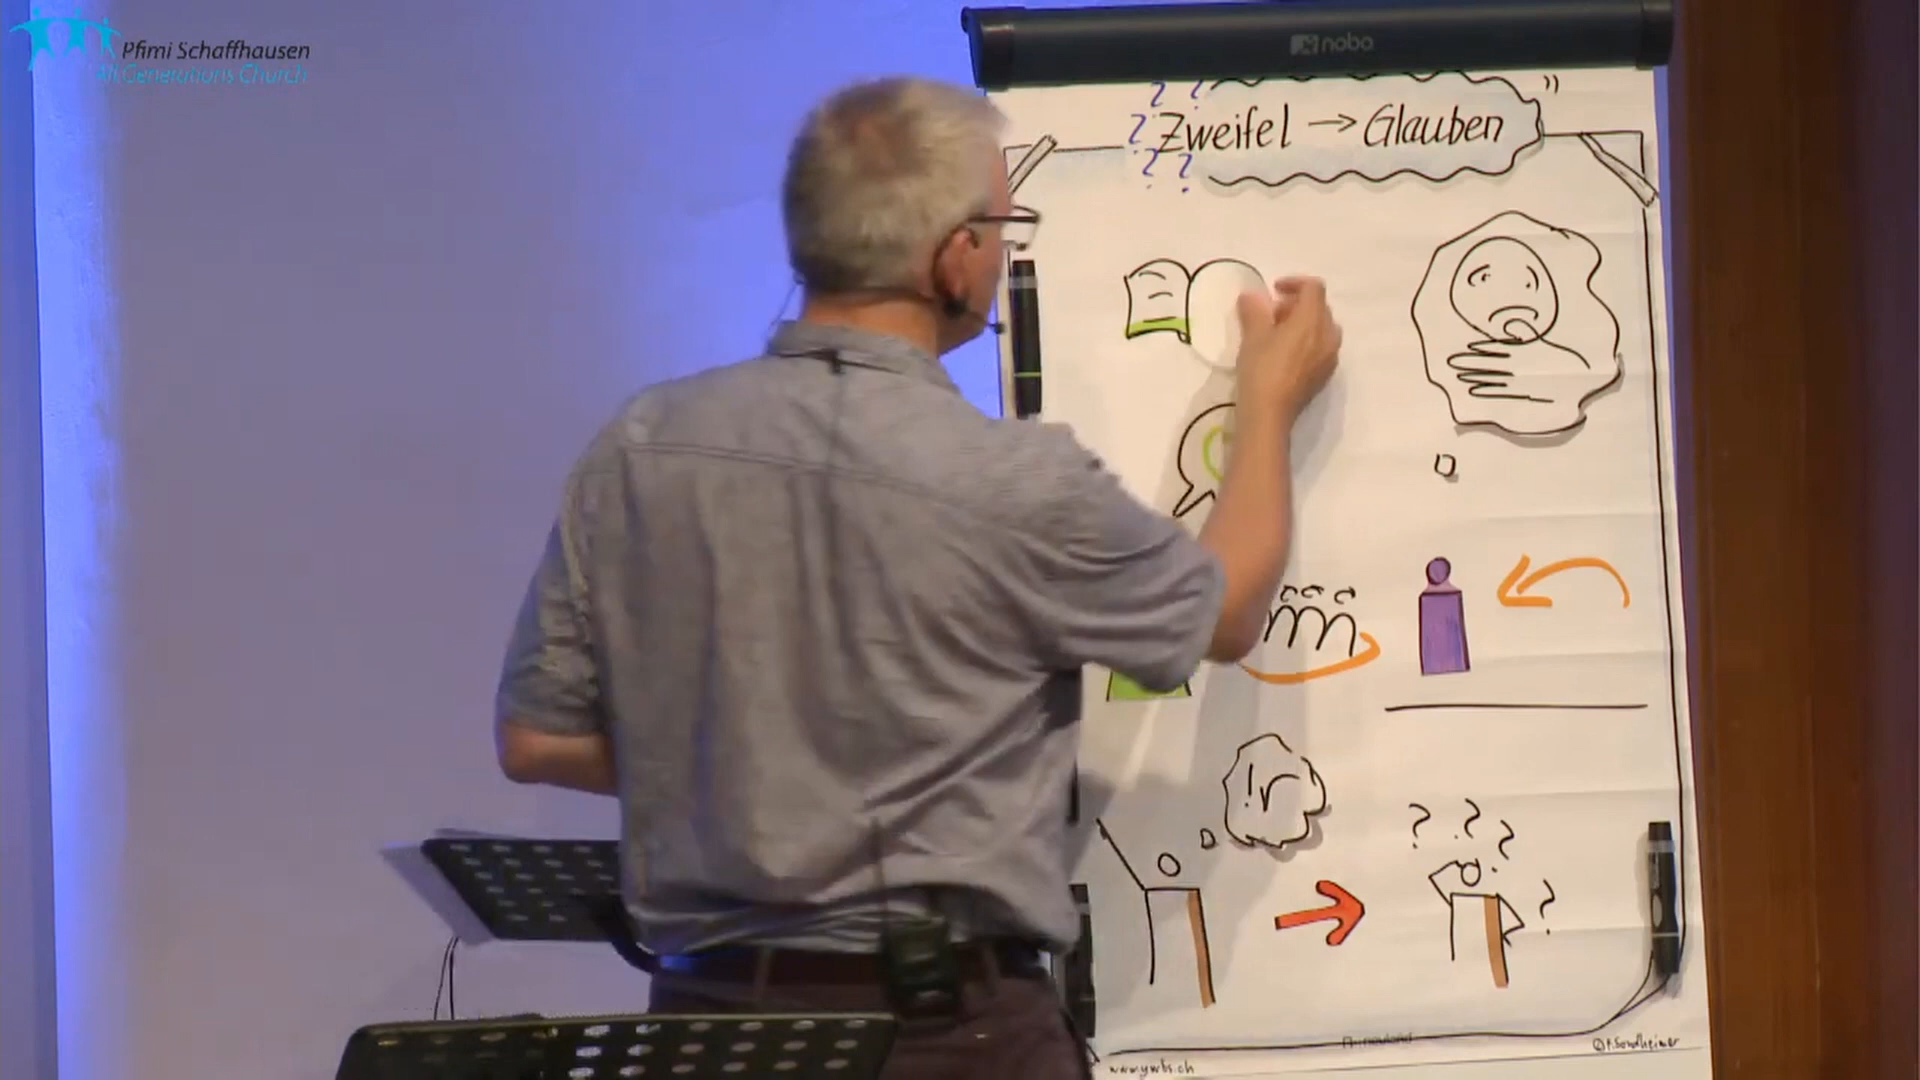 Pfimi Schaffhausen
All Generations Church
nobo
? ?
? Zweifel → Glauben
? ?
!r
? ? ?
?
www.ywbs.ch